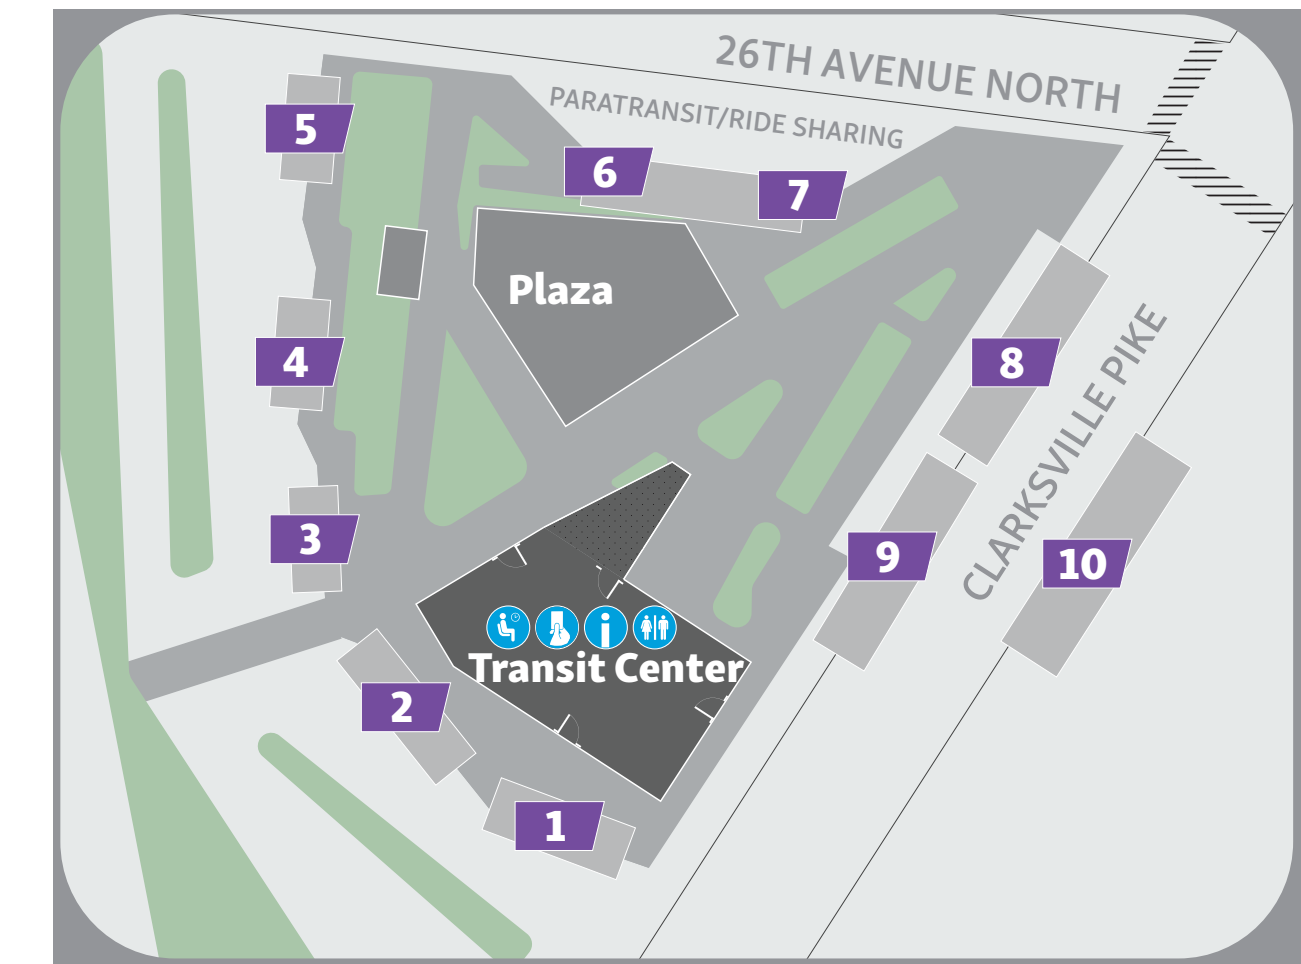 26TH AVENUE NORTH
PARATRANSIT/RIDE SHARING
5
6
7
Plaza
4
8
CLARKSVILLE PIKE
3
9
10
Transit Center
2
1